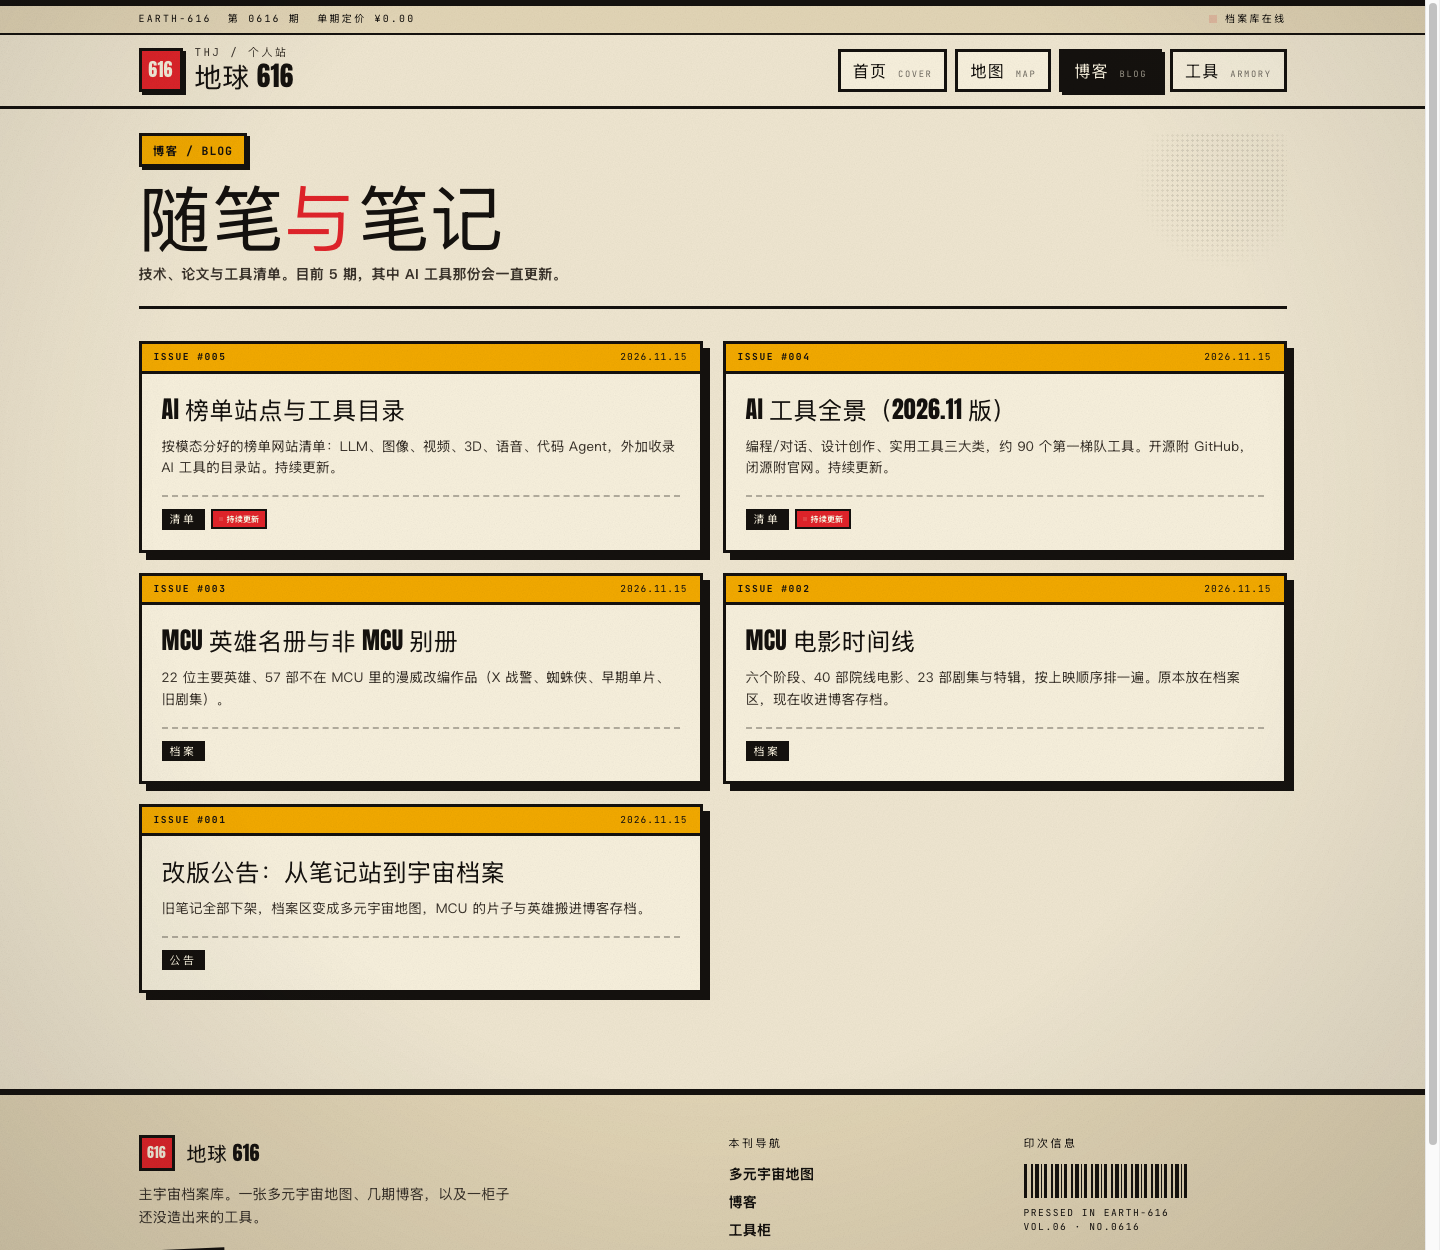 EARTH-616 第 0616 期 单期定价 ¥0.00
档案库在线
616
THJ / 个人站
地球 616
首页 COVER
地图 MAP
博客 BLOG
工具 ARMORY
博客 / BLOG
随笔与笔记
技术、论文与工具清单。目前 5 期，其中 AI 工具那份会一直更新。
ISSUE #005
2026.11.15
AI 榜单站点与工具目录
按模态分好的榜单网站清单：LLM、图像、视频、3D、语音、代码 Agent，外加收录
AI 工具的目录站。持续更新。
清单
持续更新
ISSUE #004
2026.11.15
AI 工具全景（2026.11 版）
编程/对话、设计创作、实用工具三大类，约 90 个第一梯队工具。开源附 GitHub，
闭源附官网。持续更新。
清单
持续更新
ISSUE #003
2026.11.15
MCU 英雄名册与非 MCU 别册
22 位主要英雄、57 部不在 MCU 里的漫威改编作品（X 战警、蜘蛛侠、早期单片、
旧剧集）。
档案
ISSUE #002
2026.11.15
MCU 电影时间线
六个阶段、40 部院线电影、23 部剧集与特辑，按上映顺序排一遍。原本放在档案
区，现在收进博客存档。
档案
ISSUE #001
2026.11.15
改版公告：从笔记站到宇宙档案
旧笔记全部下架，档案区变成多元宇宙地图，MCU 的片子与英雄搬进博客存档。
公告
616
地球 616
主宇宙档案库。一张多元宇宙地图、几期博客，以及一柜子
还没造出来的工具。
本刊导航
多元宇宙地图
博客
工具柜
印次信息
PRESSED IN EARTH-616
VOL.06 · NO.0616